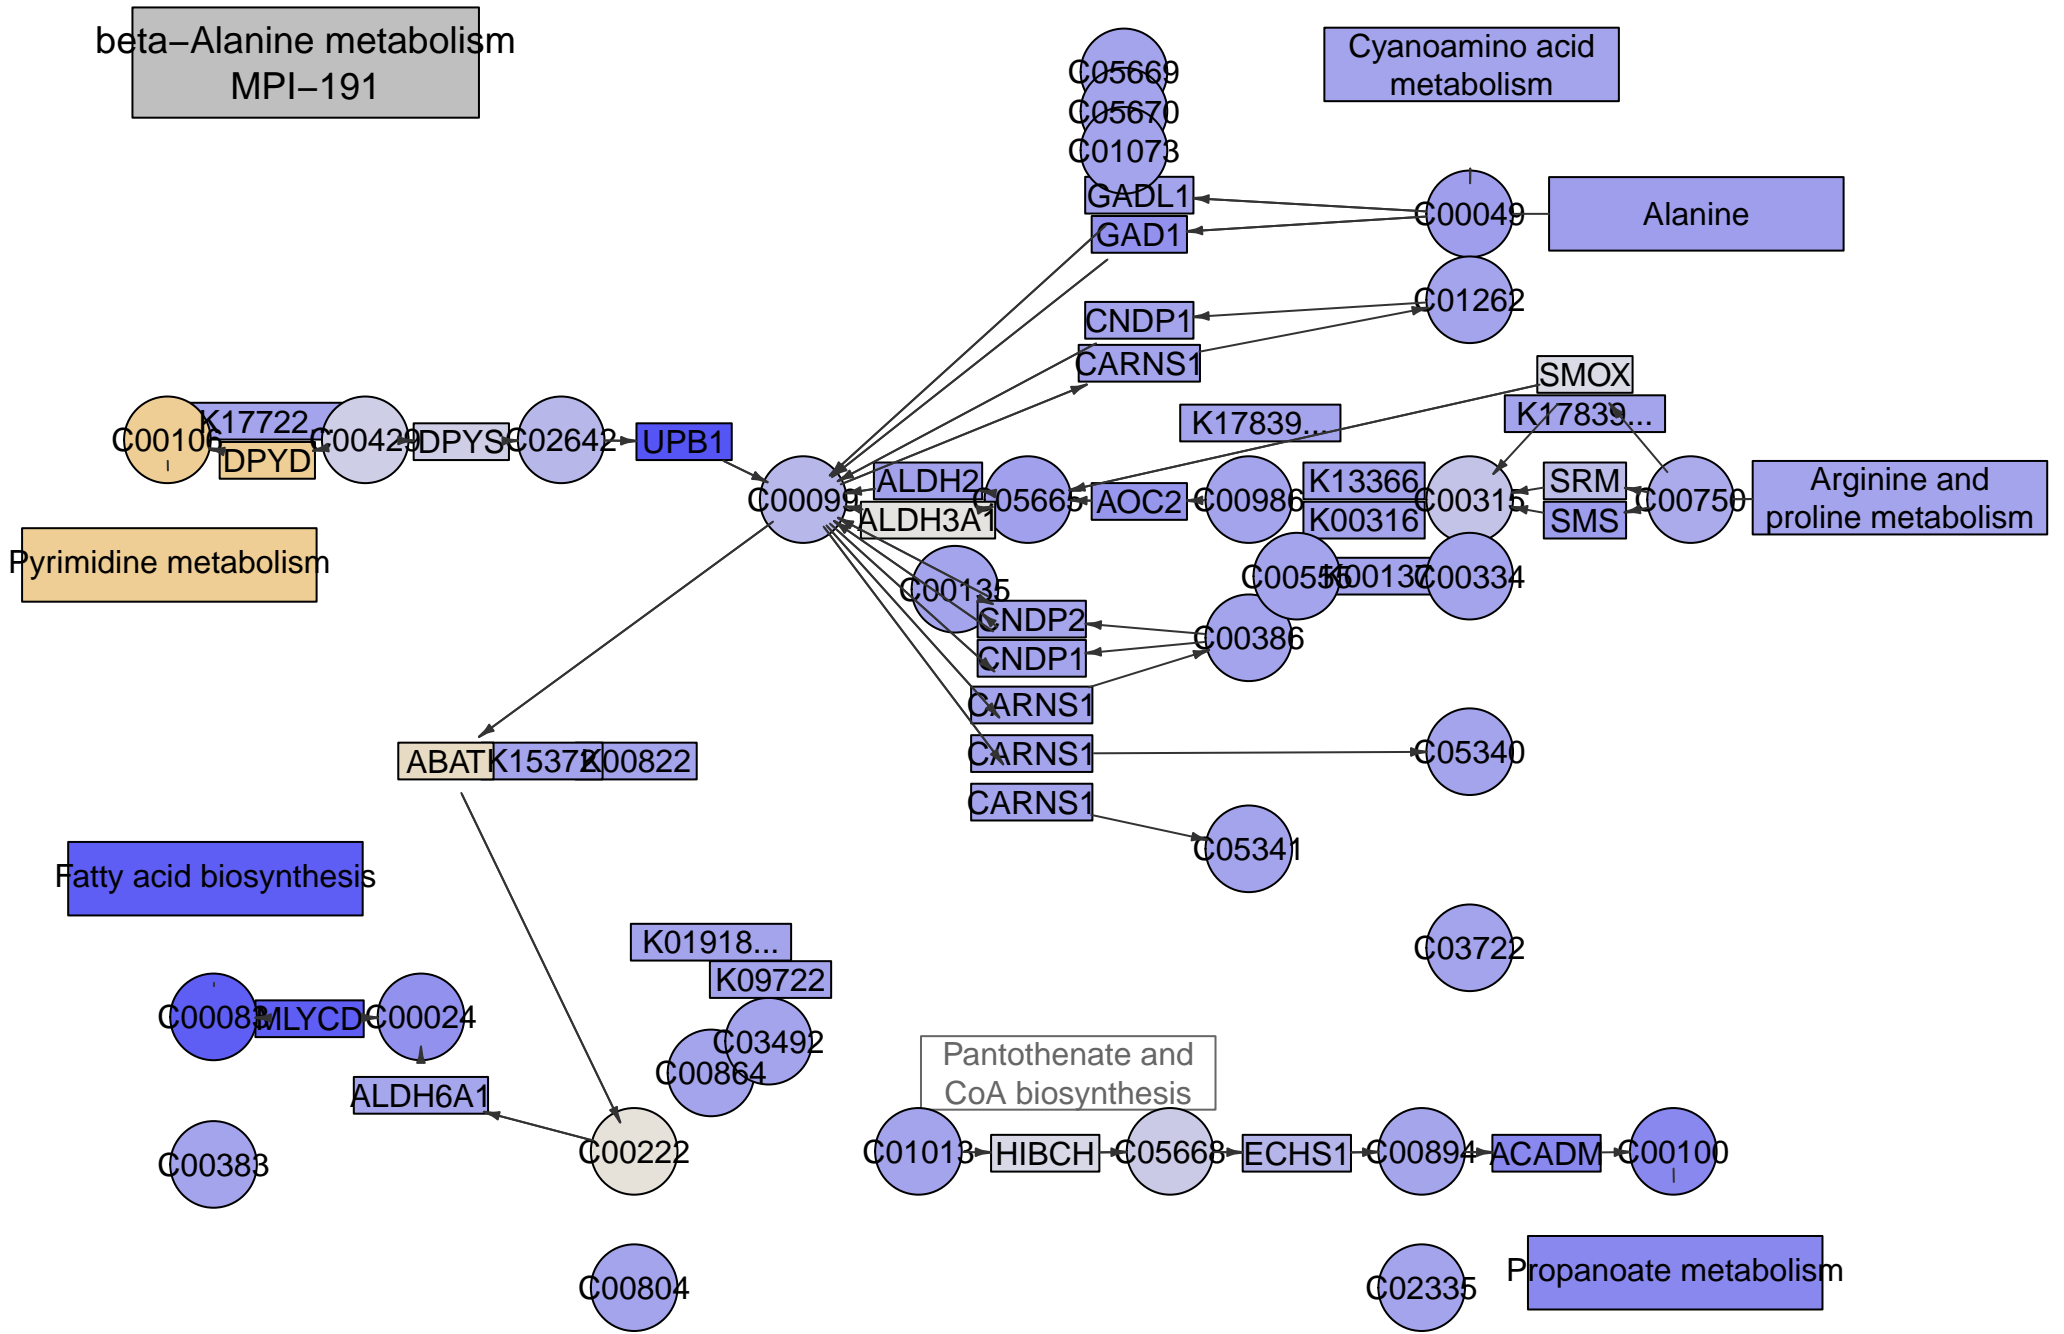 beta−Alanine metabolism
MPI−191
C05669
C05670
C01073
Cyanoamino acid
metabolism
GADL1
GAD1
C00049
Alanine
C01262
CNDP1
CARNS1
SMOX
K17839...
K17839...
C00106
K17722...
DPYD
C00429
DPYS
C02642
UPB1
C00099
ALDH2
ALDH3A1
C05665
AOC2
C00986
K13366
K00316
C00315
SRM
SMS
C00750
Arginine and
proline metabolism
Pyrimidine metabolism
C00135
C00555
K00137
C00334
CNDP2
CNDP1
C00386
CARNS1
CARNS1
CARNS1
C05340
C05341
ABAT
K15372
K00822
Fatty acid biosynthesis
K01918...
K09722
C03722
C00083
MLYCD
C00024
C03492
C00864
ALDH6A1
Pantothenate and
CoA biosynthesis
C00383
C00222
C01013
HIBCH
C05668
ECHS1
C00894
ACADM
C00100
C00804
C02335
Propanoate metabolism